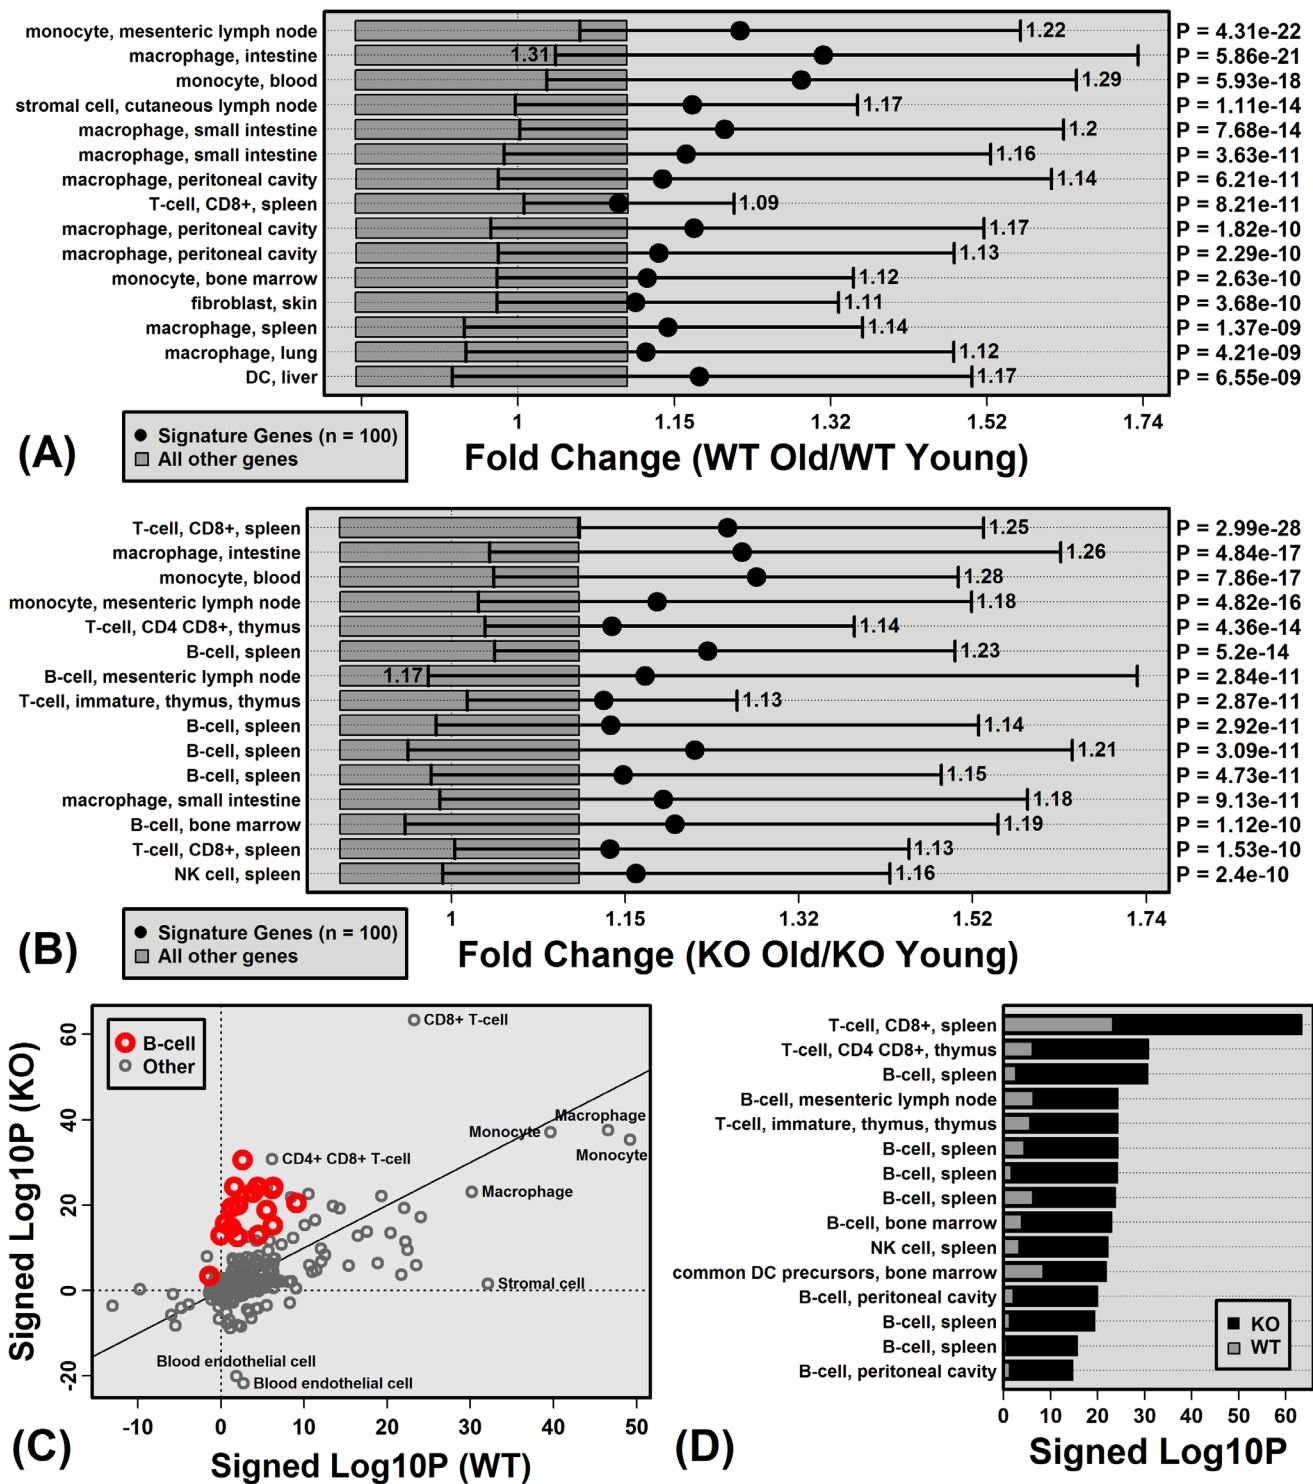 monocyte, mesenteric lymph node 1.22 P = 4.31e-22
macrophage, intestine 1.31 P = 5.86e-21
monocyte, blood 1.29 P = 5.93e-18
stromal cell, cutaneous lymph node 1.17 P = 1.11e-14
macrophage, small intestine 1.2 P = 7.68e-14
macrophage, small intestine 1.16 P = 3.63e-11
macrophage, peritoneal cavity 1.14 P = 6.21e-11
T-cell, CD8+, spleen 1.09 P = 8.21e-11
macrophage, peritoneal cavity 1.17 P = 1.82e-10
macrophage, peritoneal cavity 1.13 P = 2.29e-10
monocyte, bone marrow 1.12 P = 2.63e-10
fibroblast, skin 1.11 P = 3.68e-10
macrophage, spleen 1.14 P = 1.37e-09
macrophage, lung 1.12 P = 4.21e-09
DC, liver 1.17 P = 6.55e-09
1 1.15 1.32 1.52 1.74
(A)
Signature Genes (n = 100)
All other genes
Fold Change (WT Old/WT Young)
T-cell, CD8+, spleen 1.25 P = 2.99e-28
macrophage, intestine 1.26 P = 4.84e-17
monocyte, blood 1.28 P = 7.86e-17
monocyte, mesenteric lymph node 1.18 P = 4.82e-16
T-cell, CD4 CD8+, thymus 1.14 P = 4.36e-14
B-cell, spleen 1.23 P = 5.2e-14
B-cell, mesenteric lymph node 1.17 P = 2.84e-11
T-cell, immature, thymus, thymus 1.13 P = 2.87e-11
B-cell, spleen 1.14 P = 2.92e-11
B-cell, spleen 1.21 P = 3.09e-11
B-cell, spleen 1.15 P = 4.73e-11
macrophage, small intestine 1.18 P = 9.13e-11
B-cell, bone marrow 1.19 P = 1.12e-10
T-cell, CD8+, spleen 1.13 P = 1.53e-10
NK cell, spleen 1.16 P = 2.4e-10
1 1.15 1.32 1.52 1.74
(B)
Signature Genes (n = 100)
All other genes
Fold Change (KO Old/KO Young)
Signed Log10P (KO)
60
40
20
0
-20
B-cell
Other
CD8+ T-cell
Macrophage
Monocyte
Monocyte
CD4+ CD8+ T-cell
Macrophage
Stromal cell
Blood endothelial cell
Blood endothelial cell
-10 0 10 20 30 40 50
(C)
Signed Log10P (WT)
T-cell, CD8+, spleen
T-cell, CD4 CD8+, thymus
B-cell, spleen
B-cell, mesenteric lymph node
T-cell, immature, thymus, thymus
B-cell, spleen
B-cell, spleen
B-cell, spleen
B-cell, bone marrow
NK cell, spleen
common DC precursors, bone marrow
B-cell, peritoneal cavity
B-cell, spleen
B-cell, spleen
B-cell, peritoneal cavity
KO
WT
0 10 20 30 40 50 60
(D)
Signed Log10P